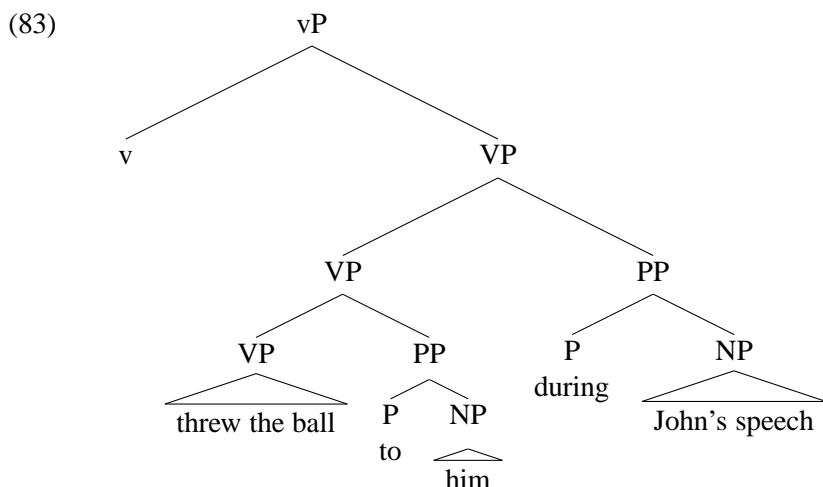 (83) vP
v VP
VP PP
VP PP P NP
threw the ball P NP during John's speech
to
him